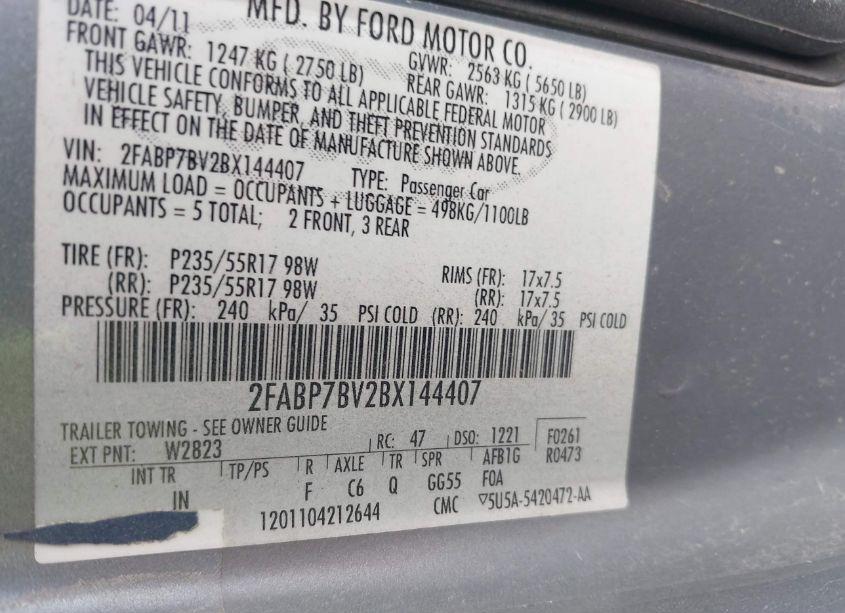 DATE: 04/11
MFD. BY FORD MOTOR CO.
FRONT GAWR: 1247 KG ( 2750 LB)
GVWR: 2563 KG ( 5650 LB)
REAR GAWR: 1315 KG ( 2900 LB)
THIS VEHICLE CONFORMS TO ALL APPLICABLE FEDERAL MOTOR
VEHICLE SAFETY, BUMPER, AND THEFT PREVENTION STANDARDS
IN EFFECT ON THE DATE OF MANUFACTURE SHOWN ABOVE.
VIN: 2FABP7BV2BX144407
TYPE: Passenger Car
MAXIMUM LOAD = OCCUPANTS + LUGGAGE = 498KG/1100LB
OCCUPANTS = 5 TOTAL; 2 FRONT, 3 REAR
TIRE (FR): P235/55R17 98W RIMS (FR): 17x7.5
(RR): P235/55R17 98W (RR): 17x7.5
PRESSURE (FR): 240 kPa/ 35 PSI COLD (RR): 240 kPa/ 35 PSI COLD
2FABP7BV2BX144407
TRAILER TOWING - SEE OWNER GUIDE
EXT PNT: W2823 RC: 47 DSO: 1221 F0261
INT TR TP/PS R AXLE TR SPR AFB1G R0473
IN F C6 Q GG55 FOA
1201104212644 CMC ▽5U5A-5420472-AA